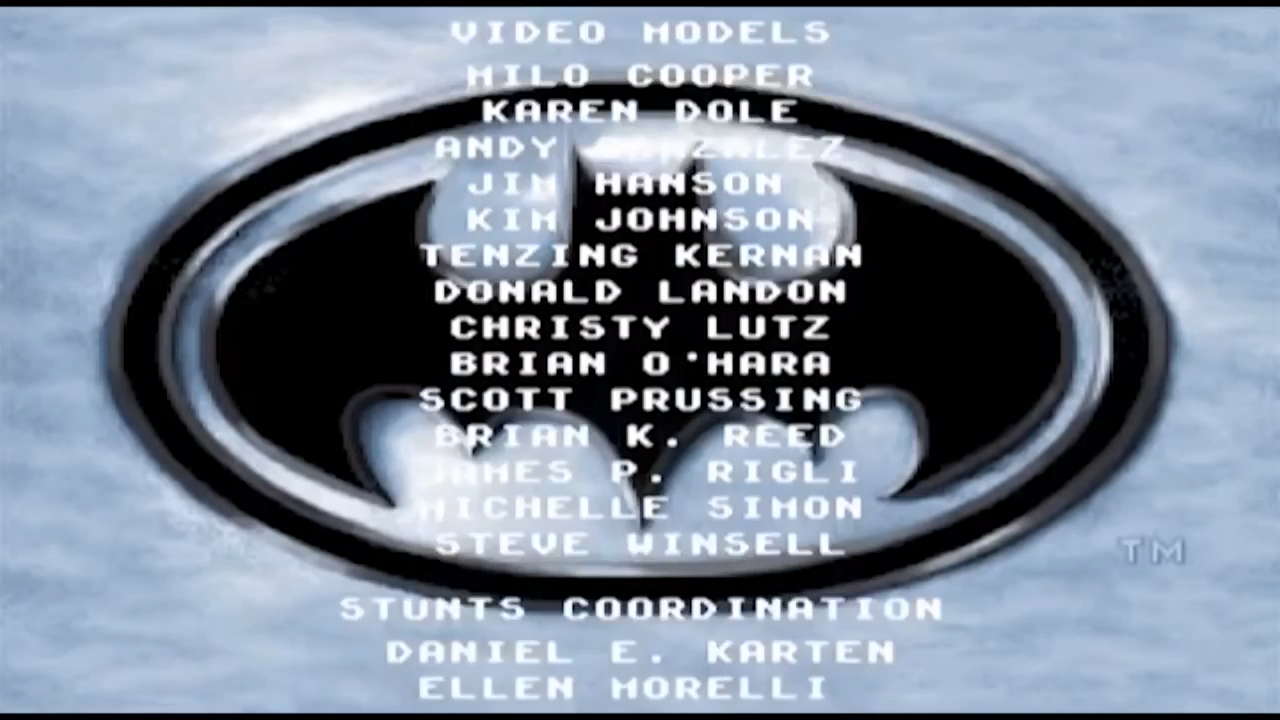 VIDEO MODELS
MILO COOPER
KAREN DOLE
ANDY GONZALEZ
JIM HANSON
KIM JOHNSON
TENZING KERNAN
DONALD LANDON
CHRISTY LUTZ
BRIAN O'HARA
SCOTT PRUSSING
BRIAN K. REED
JAMES P. RIGLI
MICHELLE SIMON
STEVE WINSELL
TM
STUNTS COORDINATION
DANIEL E. KARTEN
ELLEN MORELLI